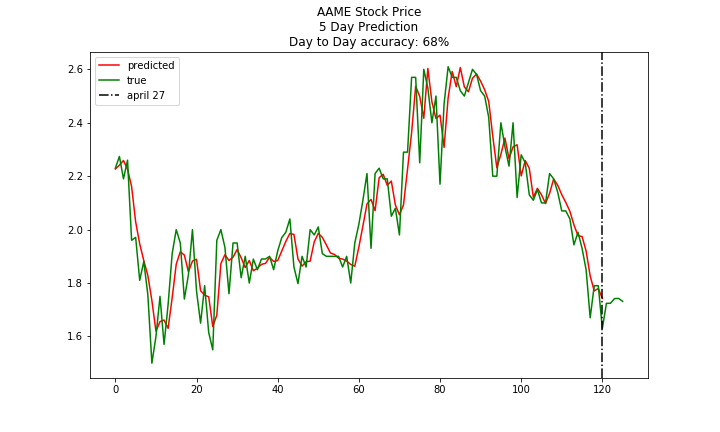 AAME Stock Price
5 Day Prediction
Day to Day accuracy: 68%
predicted
true
april 27
2.6
2.4
2.2
2.0
1.8
1.6
0 20 40 60 80 100 120